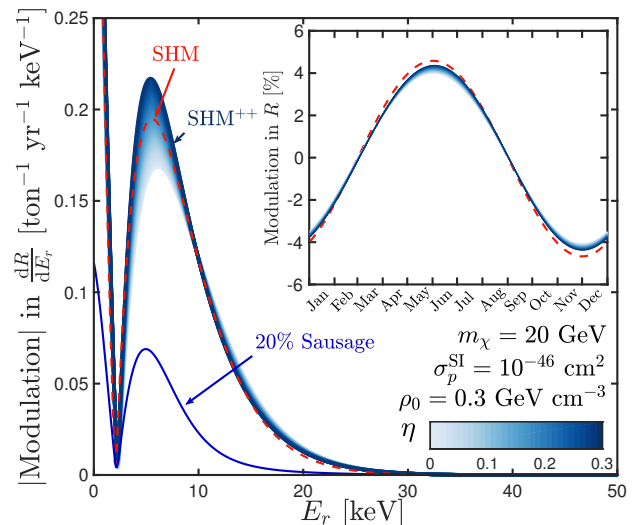 |Modulation| in dR/dE_r [ton⁻¹ yr⁻¹ keV⁻¹]
0.25
0.2
0.15
0.1
0.05
0
SHM
SHM⁺⁺
20% Sausage
Modulation in R [%]
6
4
2
0
-2
-4
-6
Jan Feb Mar Apr May Jun Jul Aug Sep Oct Nov Dec
m_χ = 20 GeV
σ_p^SI = 10⁻⁴⁶ cm²
ρ₀ = 0.3 GeV cm⁻³
η
0 0.1 0.2 0.3
0 10 20 30 40 50
E_r [keV]